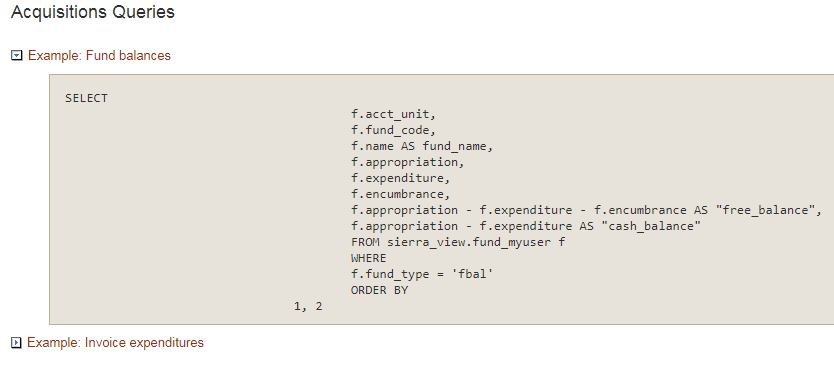 Acquisitions Queries
Example: Fund balances
SELECT
f.acct_unit,
f.fund_code,
f.name AS fund_name,
f.appropriation,
f.expenditure,
f.encumbrance,
f.appropriation - f.expenditure - f.encumbrance AS "free_balance",
f.appropriation - f.expenditure AS "cash_balance"
FROM sierra_view.fund_myuser f
WHERE
f.fund_type = 'fbal'
ORDER BY
1, 2
Example: Invoice expenditures